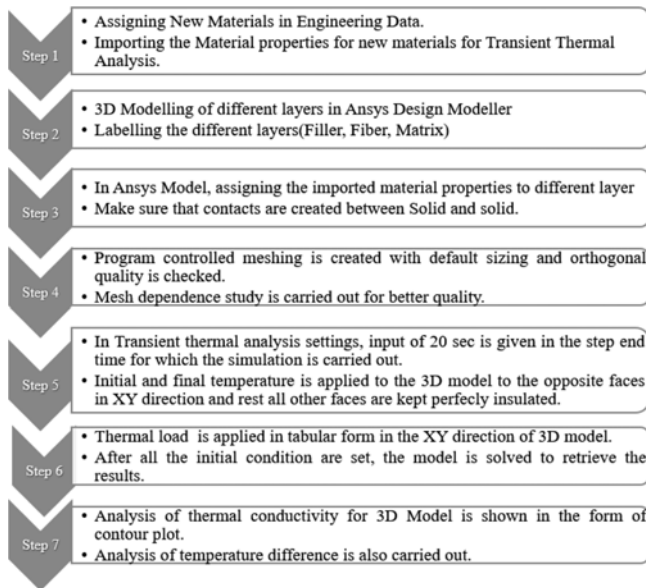 Step 1
• Assigning New Materials in Engineering Data.
• Importing the Material properties for new materials for Transient Thermal
Analysis.
Step 2
• 3D Modelling of different layers in Ansys Design Modeller
• Labelling the different layers(Filler, Fiber, Matrix)
Step 3
• In Ansys Model, assigning the imported material properties to different layer
• Make sure that contacts are created between Solid and solid.
Step 4
• Program controlled meshing is created with default sizing and orthogonal
quality is checked.
• Mesh dependence study is carried out for better quality.
Step 5
• In Transient thermal analysis settings, input of 20 sec is given in the step end
time for which the simulation is carried out.
• Initial and final temperature is applied to the 3D model to the opposite faces
in XY direction and rest all other faces are kept perfecly insulated.
Step 6
• Thermal load is applied in tabular form in the XY direction of 3D model.
• After all the initial condition are set, the model is solved to retrieve the
results.
Step 7
• Analysis of thermal conductivity for 3D Model is shown in the form of
contour plot.
• Analysis of temperature difference is also carried out.